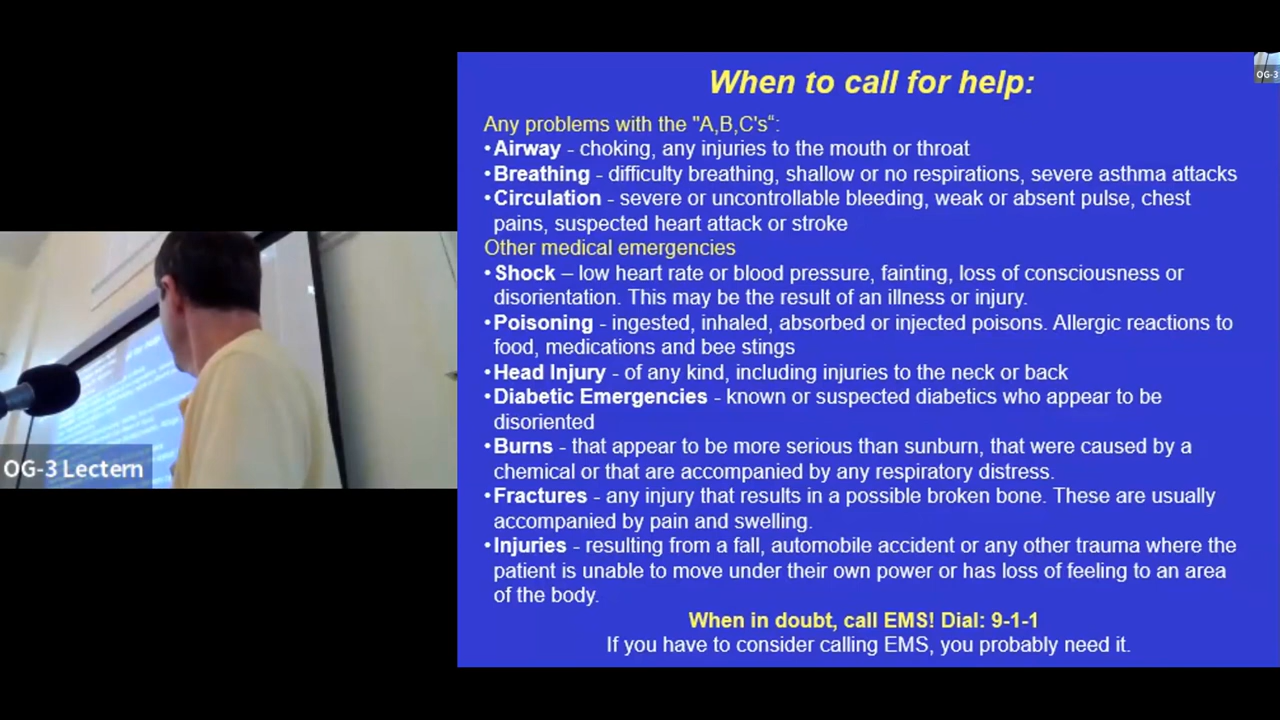 When to call for help:
OG-3
Any problems with the "A,B,C's“:
•Airway - choking, any injuries to the mouth or throat
•Breathing - difficulty breathing, shallow or no respirations, severe asthma attacks
•Circulation - severe or uncontrollable bleeding, weak or absent pulse, chest
pains, suspected heart attack or stroke
Other medical emergencies
•Shock – low heart rate or blood pressure, fainting, loss of consciousness or
disorientation. This may be the result of an illness or injury.
•Poisoning - ingested, inhaled, absorbed or injected poisons. Allergic reactions to
food, medications and bee stings
•Head Injury - of any kind, including injuries to the neck or back
•Diabetic Emergencies - known or suspected diabetics who appear to be
disoriented
•Burns - that appear to be more serious than sunburn, that were caused by a
chemical or that are accompanied by any respiratory distress.
•Fractures - any injury that results in a possible broken bone. These are usually
accompanied by pain and swelling.
•Injuries - resulting from a fall, automobile accident or any other trauma where the
patient is unable to move under their own power or has loss of feeling to an area
of the body.
When in doubt, call EMS! Dial: 9-1-1
If you have to consider calling EMS, you probably need it.
OG-3 Lectern